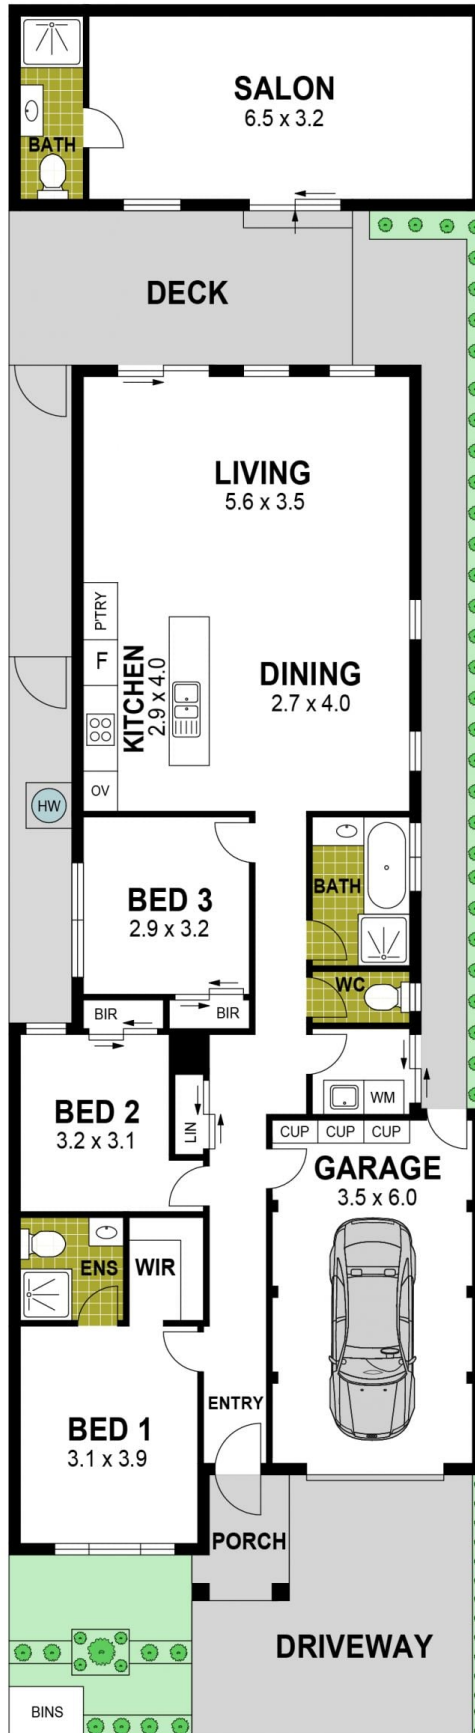 SALON
6.5 x 3.2
BATH
DECK
LIVING
5.6 x 3.5
P'TRY
F
KITCHEN
2.9 x 4.0
DINING
2.7 x 4.0
OV
HW
BED 3
2.9 x 3.2
BATH
WC
BIR
BIR
BED 2
3.2 x 3.1
LIN
WM
CUP CUP CUP
GARAGE
3.5 x 6.0
ENS
WIR
ENTRY
BED 1
3.1 x 3.9
PORCH
DRIVEWAY
BINS